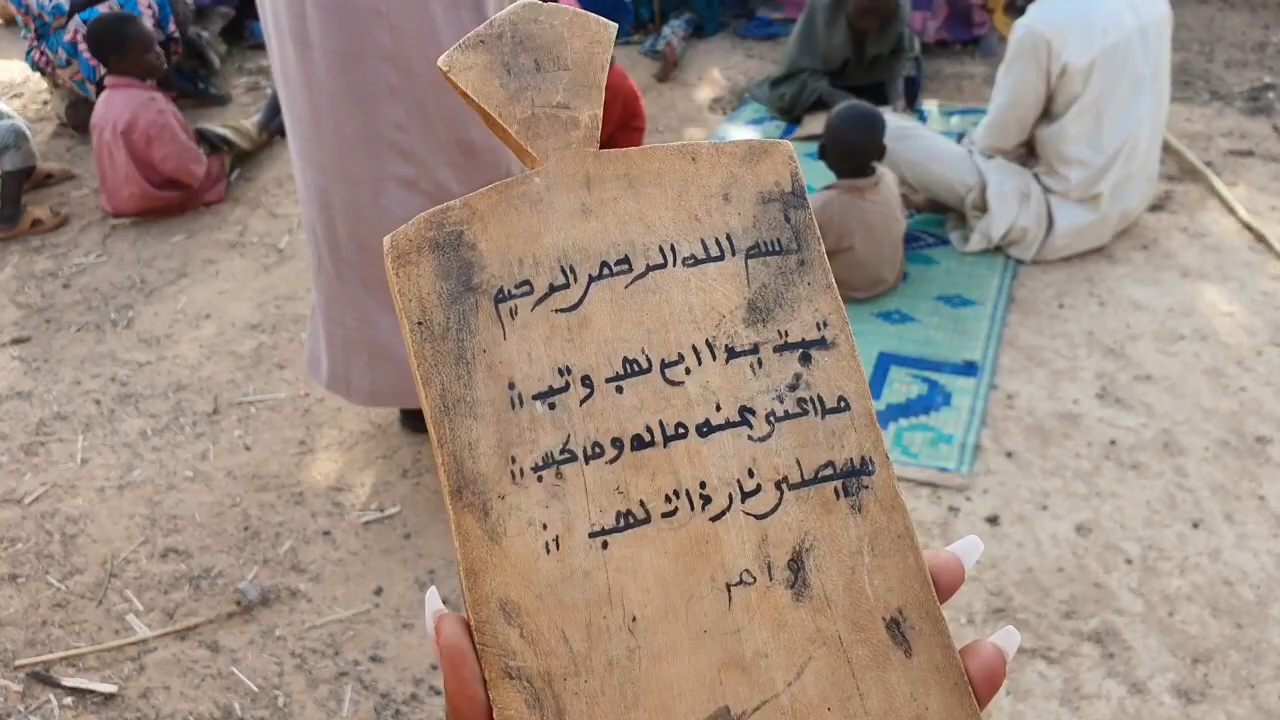 بسم الله الرحمن الرحيم
تبت يدا ابي لهب وتب
ما اغنى عنه ماله وما كسب
سيصلى نارا ذات لهب
وامر